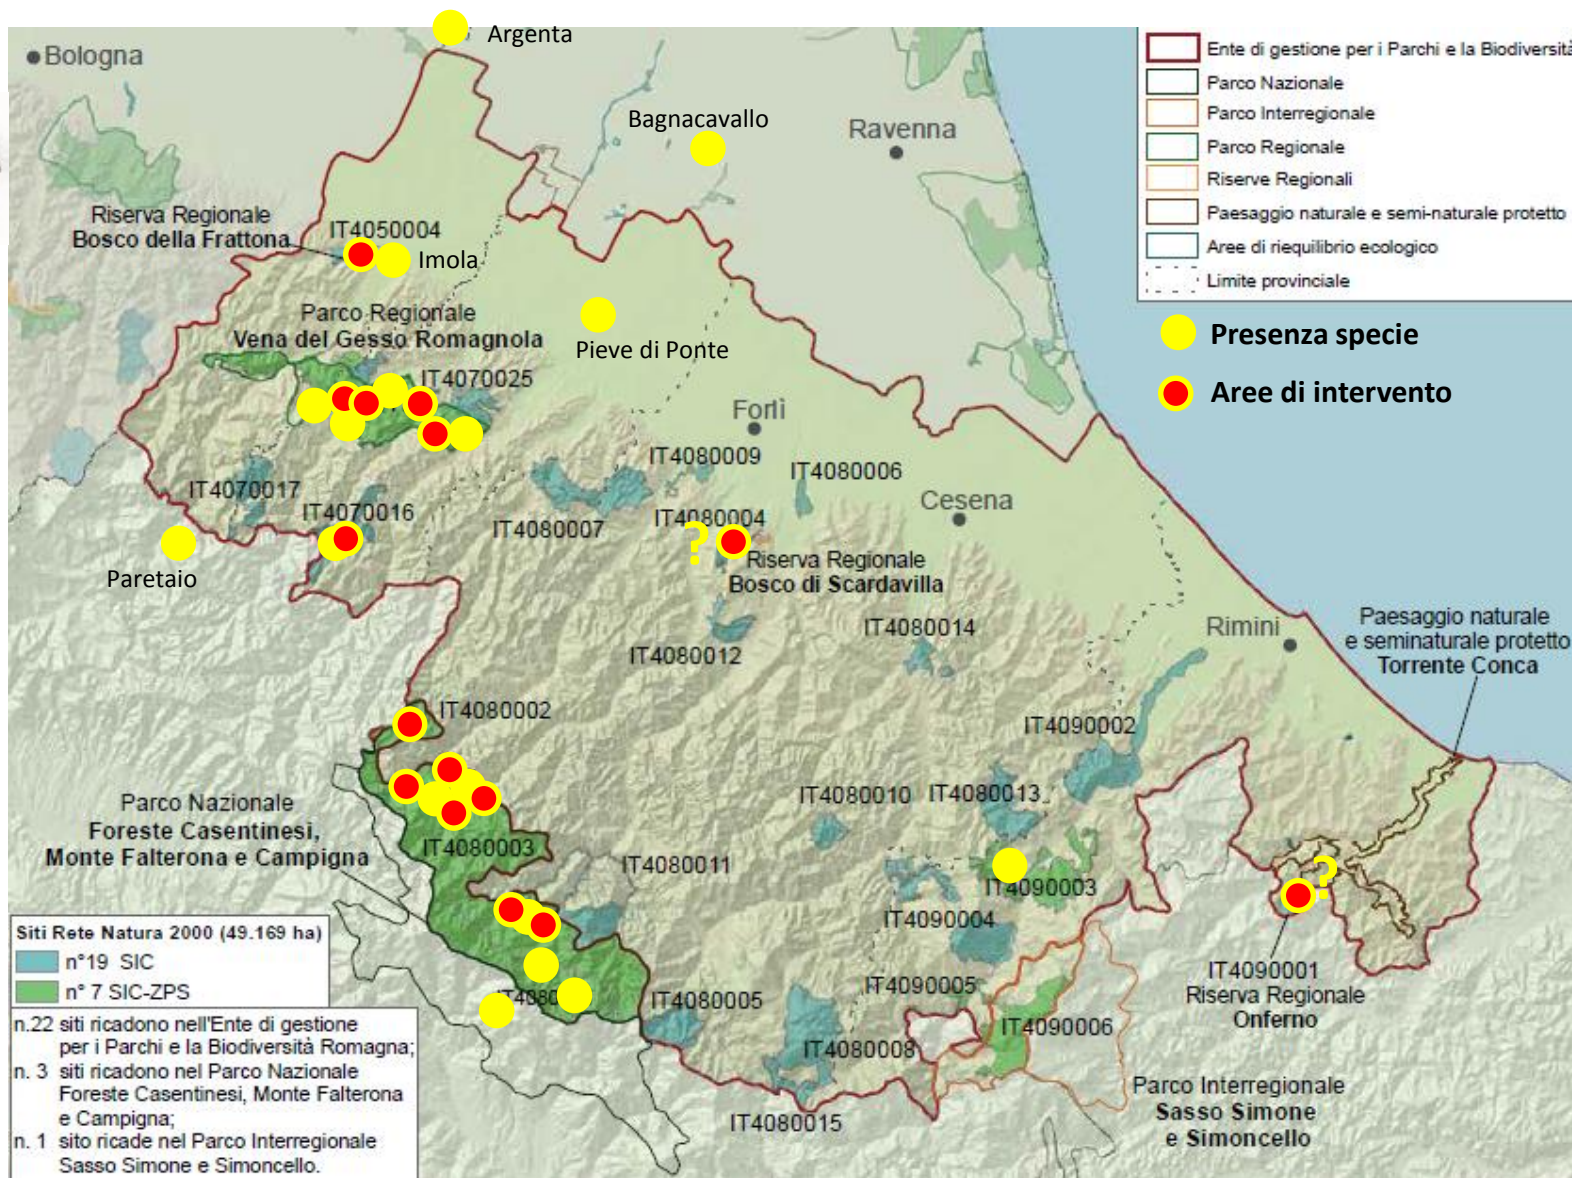 Argenta
Bologna
Bagnacavallo
Ravenna
Ente di gestione per i Parchi e la Biodiversità
Parco Nazionale
Parco Interregionale
Parco Regionale
Riserve Regionali
Paesaggio naturale e semi-naturale protetto
Aree di riequilibrio ecologico
Limite provinciale
Presenza specie
Aree di intervento
Riserva Regionale
Bosco della Frattona
IT4050004
Imola
Parco Regionale
Vena del Gesso Romagnola
Pieve di Ponte
IT4070025
Forlì
IT4080009
IT4080006
IT4070017
IT4070016
IT4080007
IT4080004
Cesena
?
Riserva Regionale
Bosco di Scardavilla
Paretaio
IT4080012
IT4080014
Rimini
Paesaggio naturale
e seminaturale protetto
Torrente Conca
IT4080002
IT4090002
Parco Nazionale
Foreste Casentinesi,
Monte Falterona e Campigna
IT4080003
IT4080010
IT4080013
IT4080011
IT4090003
?
IT4090004
IT4090001
Riserva Regionale
Onferno
IT4080005
IT4090005
IT4090006
IT4080008
IT4080015
Parco Interregionale
Sasso Simone
e Simoncello
Siti Rete Natura 2000 (49.169 ha)
n°19 SIC
n° 7 SIC-ZPS
n.22 siti ricadono nell'Ente di gestione
per i Parchi e la Biodiversità Romagna;
n. 3 siti ricadono nel Parco Nazionale
Foreste Casentinesi, Monte Falterona
e Campigna;
n. 1 sito ricade nel Parco Interregionale
Sasso Simone e Simoncello.